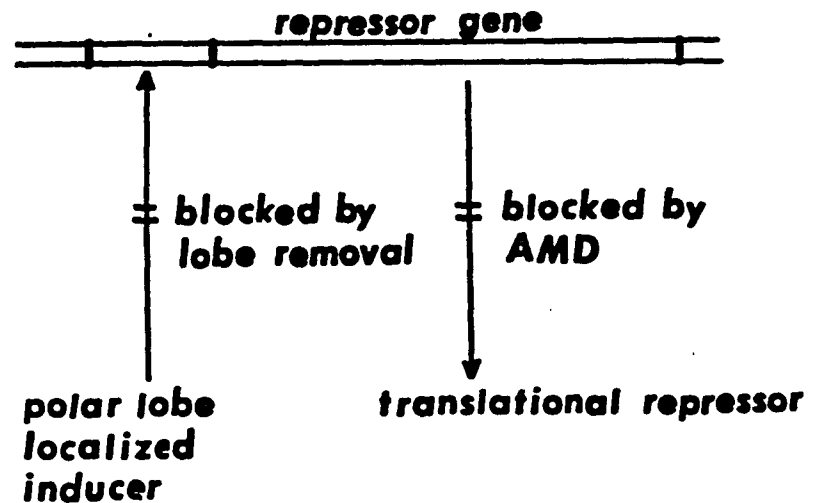 repressor gene
blocked by
lobe removal
blocked by
AMD
polar lobe
localized
inducer
translational repressor